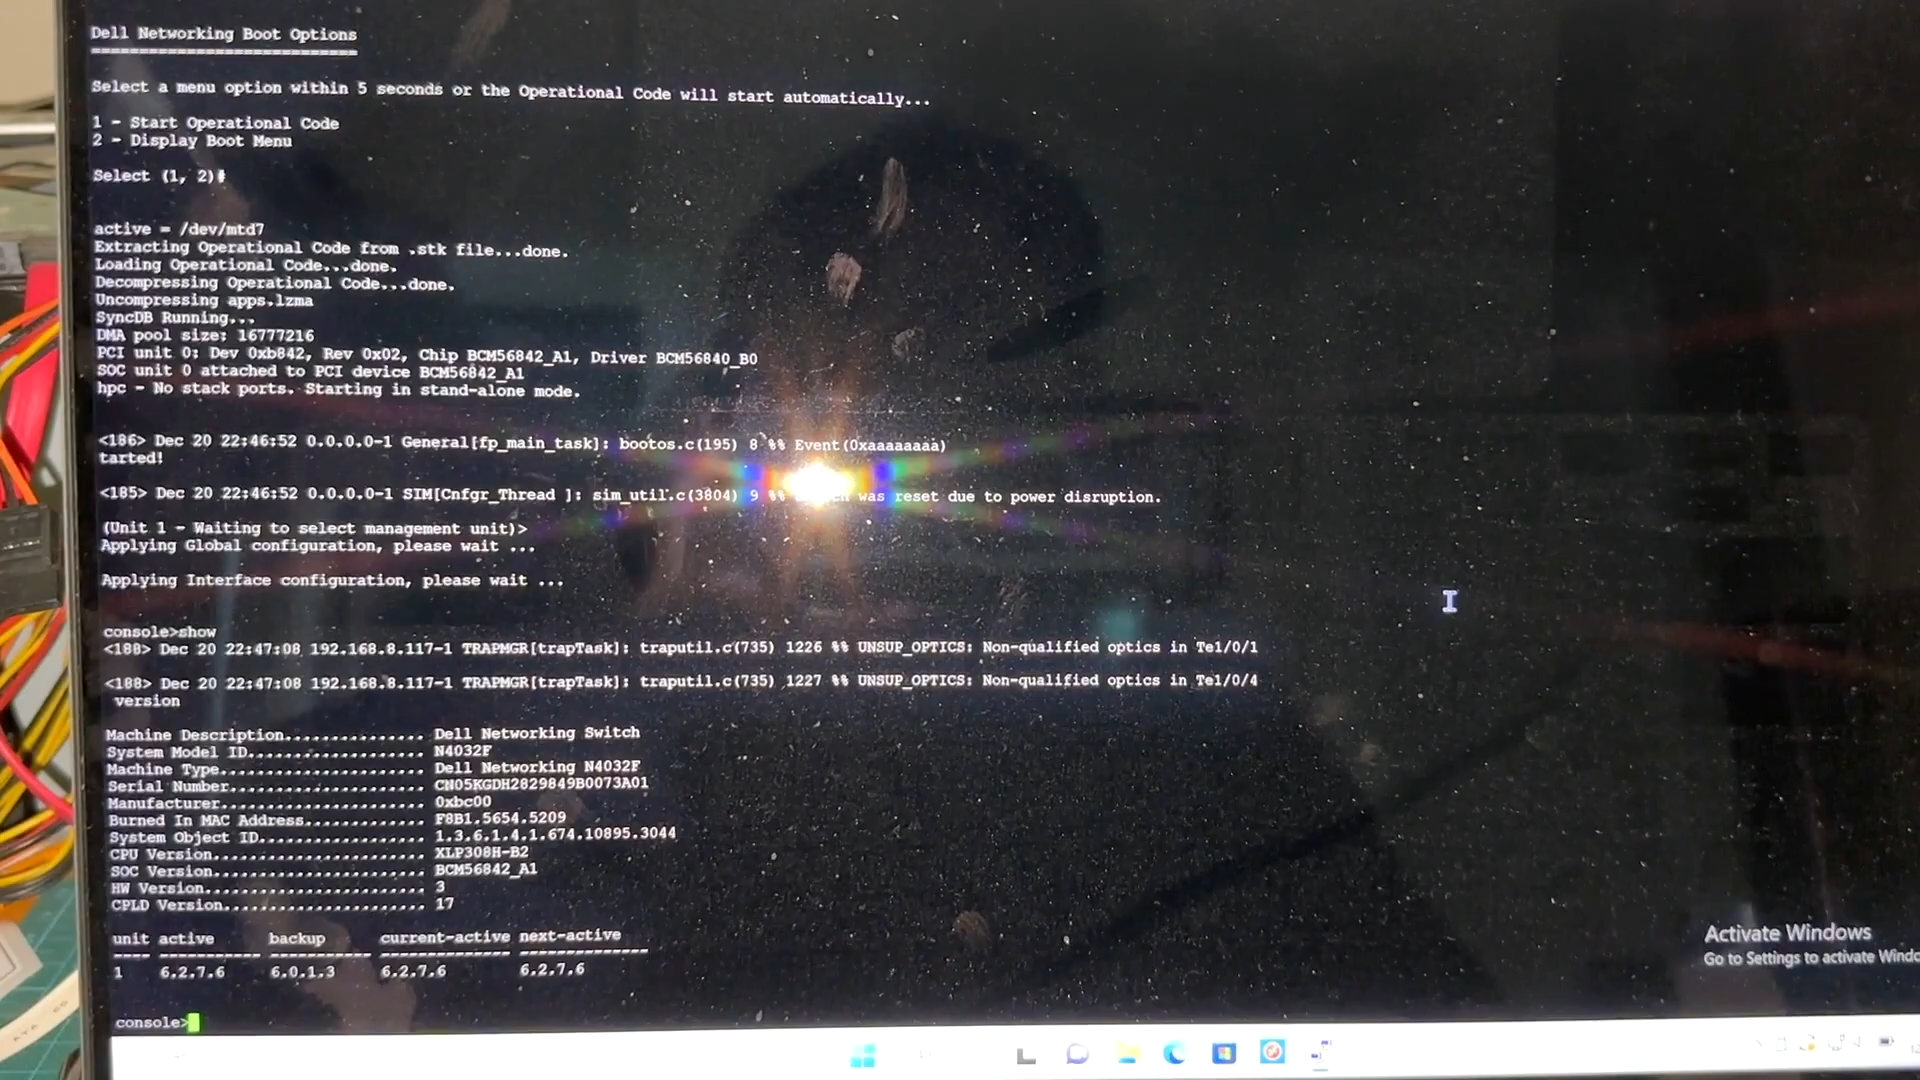 Dell Networking Boot Options
============================
Select a menu option within 5 seconds or the Operational Code will start automatically...
1 - Start Operational Code
2 - Display Boot Menu
Select (1, 2)#
active = /dev/mtd7
Extracting Operational Code from .stk file...done.
Loading Operational Code...done.
Decompressing Operational Code...done.
Uncompressing apps.lzma
SyncDB Running...
DMA pool size: 16777216
PCI unit 0: Dev 0xb842, Rev 0x02, Chip BCM56842_A1, Driver BCM56840_B0
SOC unit 0 attached to PCI device BCM56842_A1
hpc - No stack ports. Starting in stand-alone mode.
<186> Dec 20 22:46:52 0.0.0.0-1 General[fp_main_task]: bootos.c(195) 8 %% Event(0xaaaaaaaa)
tarted!
<185> Dec 20 22:46:52 0.0.0.0-1 SIM[Cnfgr_Thread ]: sim_util.c(3804) 9 %% was reset due to power disruption.
(Unit 1 - Waiting to select management unit)>
Applying Global configuration, please wait ...
Applying Interface configuration, please wait ...
console>show
<188> Dec 20 22:47:08 192.168.8.117-1 TRAPMGR[trapTask]: traputil.c(735) 1226 %% UNSUP_OPTICS: Non-qualified optics in Te1/0/1
<188> Dec 20 22:47:08 192.168.8.117-1 TRAPMGR[trapTask]: traputil.c(735) 1227 %% UNSUP_OPTICS: Non-qualified optics in Te1/0/4
version
Machine Description............... Dell Networking Switch
System Model ID................... N4032F
Machine Type...................... Dell Networking N4032F
Serial Number..................... CN05KGDH2829849B0073A01
Manufacturer...................... 0xbc00
Burned In MAC Address............. F8B1.5654.5209
System Object ID.................. 1.3.6.1.4.1.674.10895.3044
CPU Version....................... XLP308H-B2
SOC Version....................... BCM56842_A1
HW Version........................ 3
CPLD Version...................... 17
unit active backup current-active next-active
---- ----------- ----------- -------------- --------------
1 6.2.7.6 6.0.1.3 6.2.7.6 6.2.7.6
console>
Activate Windows
Go to Settings to activate